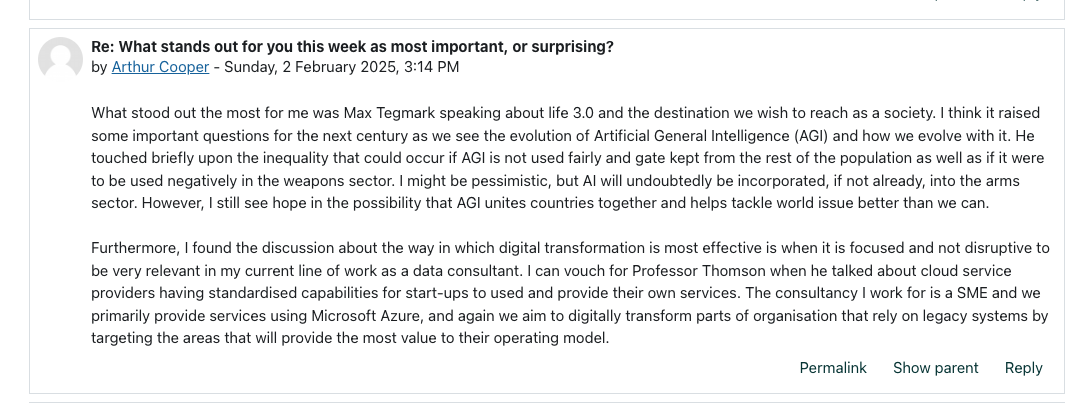 Re: What stands out for you this week as most important, or surprising?
by Arthur Cooper - Sunday, 2 February 2025, 3:14 PM
What stood out the most for me was Max Tegmark speaking about life 3.0 and the destination we wish to reach as a society. I think it raised
some important questions for the next century as we see the evolution of Artificial General Intelligence (AGI) and how we evolve with it. He
touched briefly upon the inequality that could occur if AGI is not used fairly and gate kept from the rest of the population as well as if it were
to be used negatively in the weapons sector. I might be pessimistic, but AI will undoubtedly be incorporated, if not already, into the arms
sector. However, I still see hope in the possibility that AGI unites countries together and helps tackle world issue better than we can.
Furthermore, I found the discussion about the way in which digital transformation is most effective is when it is focused and not disruptive to
be very relevant in my current line of work as a data consultant. I can vouch for Professor Thomson when he talked about cloud service
providers having standardised capabilities for start-ups to used and provide their own services. The consultancy I work for is a SME and we
primarily provide services using Microsoft Azure, and again we aim to digitally transform parts of organisation that rely on legacy systems by
targeting the areas that will provide the most value to their operating model.
Permalink Show parent Reply